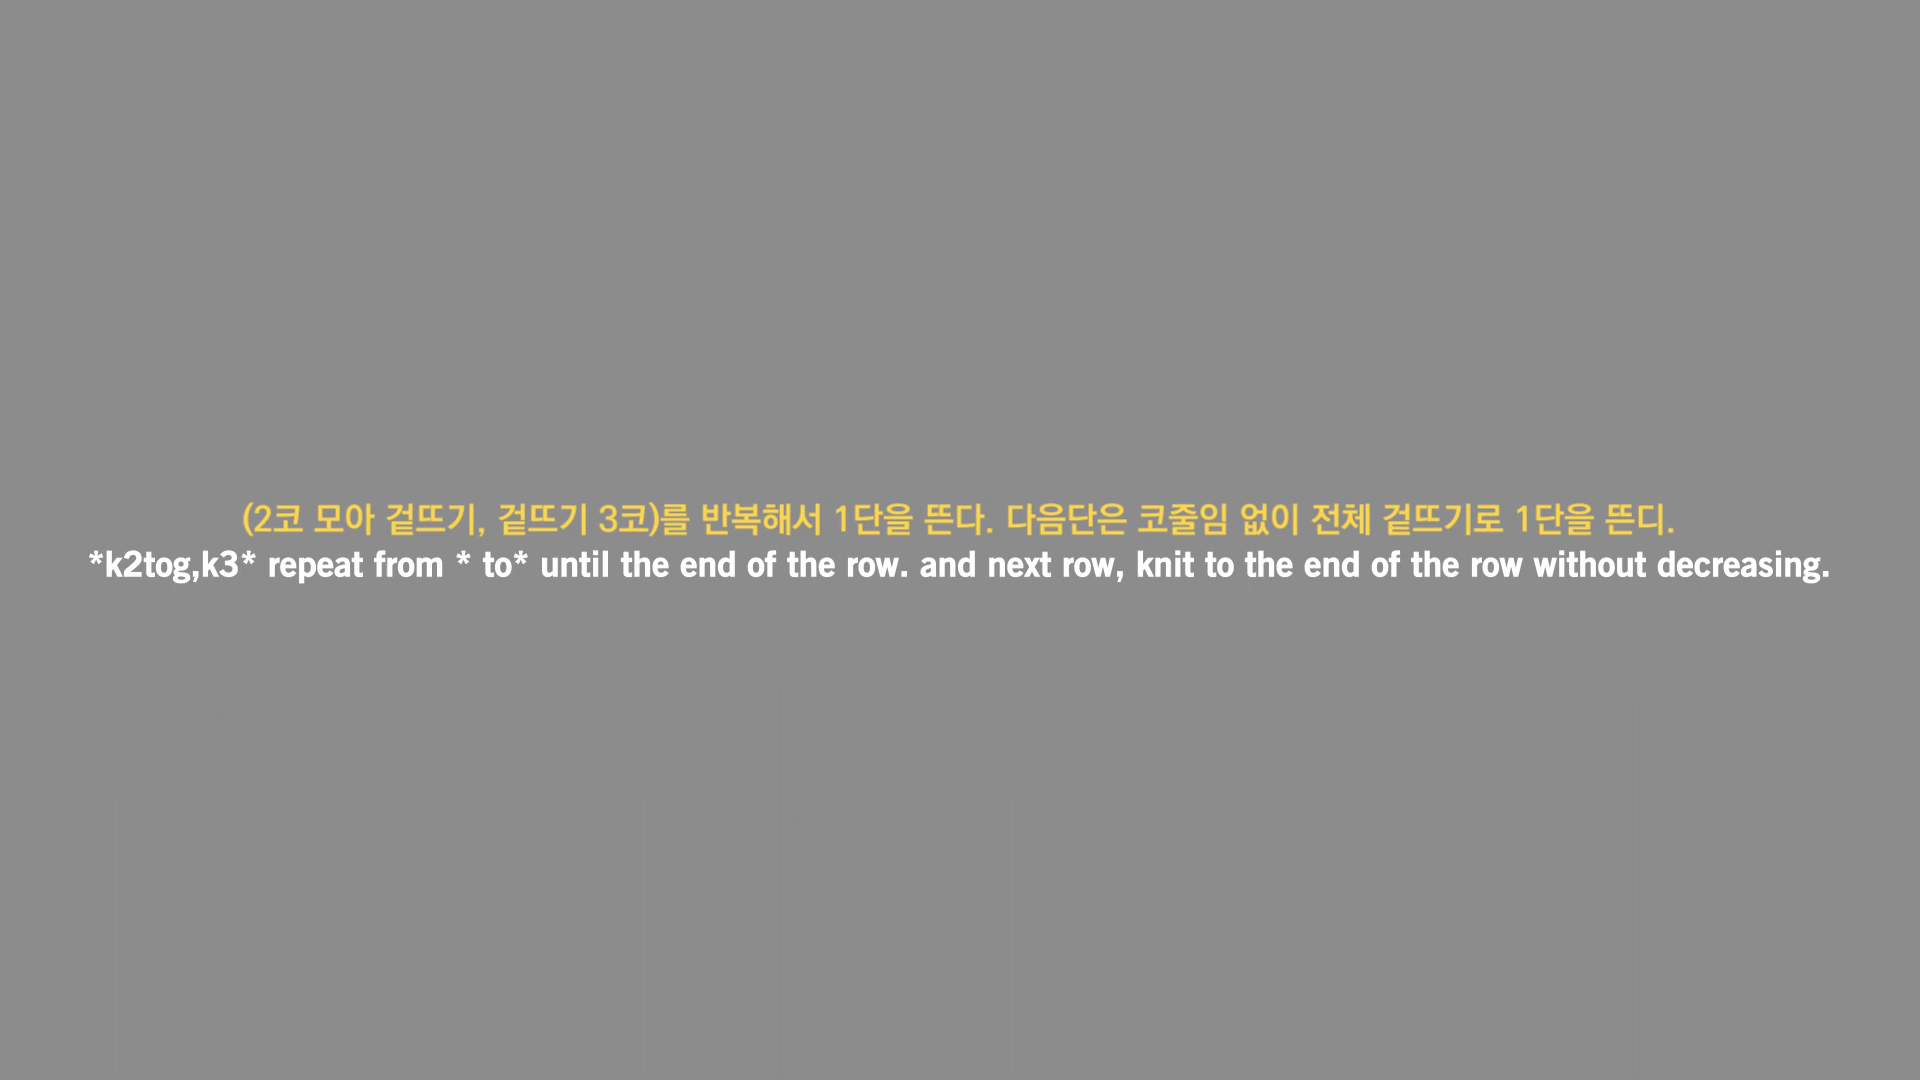 (2코 모아 겉뜨기, 겉뜨기 3코)를 반복해서 1단을 뜬다. 다음단은 코줄임 없이 전체 겉뜨기로 1단을 뜬디.
*k2tog,k3* repeat from * to* until the end of the row. and next row, knit to the end of the row without decreasing.